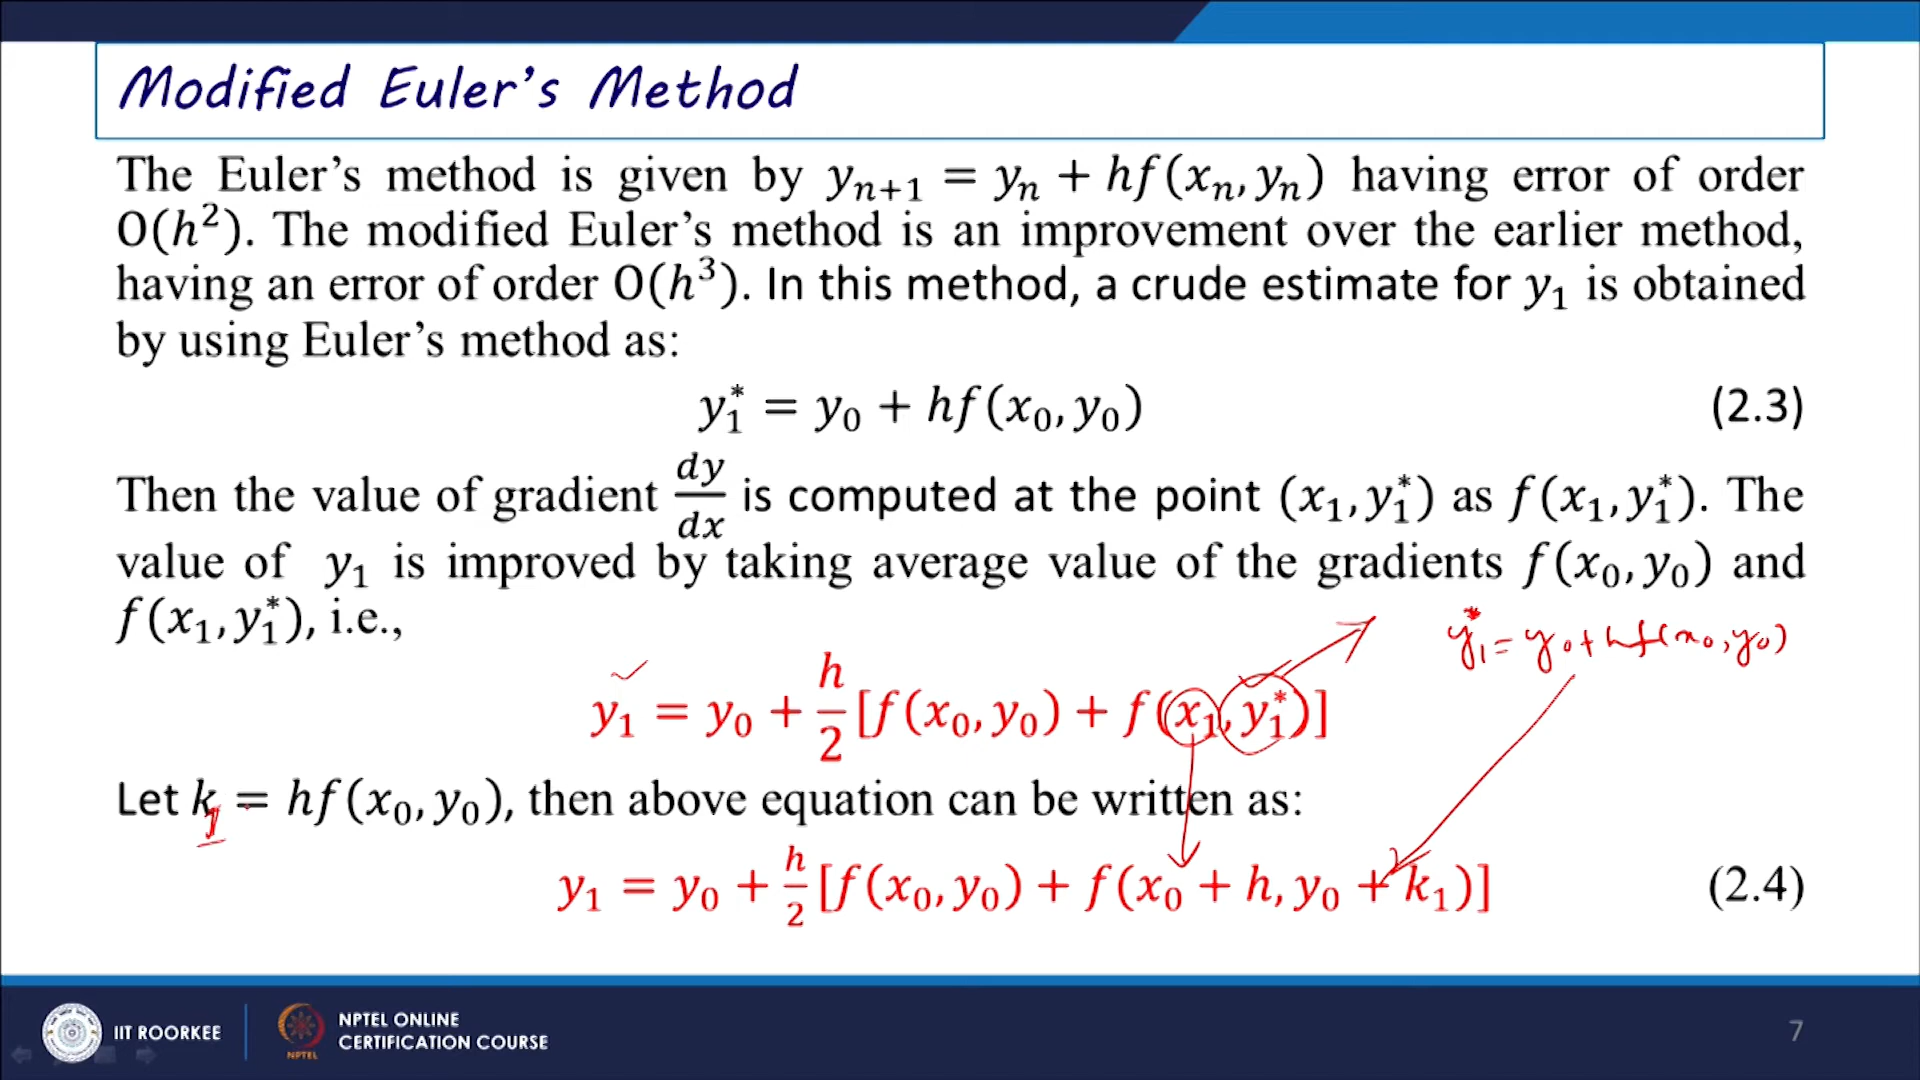 Modified Euler's Method
The Euler's method is given by yₙ₊₁ = yₙ + hf(xₙ, yₙ) having error of order
O(h²). The modified Euler's method is an improvement over the earlier method,
having an error of order O(h³). In this method, a crude estimate for y₁ is obtained
by using Euler's method as:
y₁* = y₀ + hf(x₀, y₀) (2.3)
Then the value of gradient dy/dx is computed at the point (x₁, y₁*) as f(x₁, y₁*). The
value of y₁ is improved by taking average value of the gradients f(x₀, y₀) and
f(x₁, y₁*), i.e.,
y₁* = y₀ + hf(x₀, y₀)
y₁ = y₀ + h/2 [f(x₀, y₀) + f(x₁, y₁*)]
Let k₁ = hf(x₀, y₀), then above equation can be written as:
y₁ = y₀ + h/2 [f(x₀, y₀) + f(x₀ + h, y₀ + k₁)] (2.4)
IIT ROORKEE
NPTEL
NPTEL ONLINE
CERTIFICATION COURSE
7